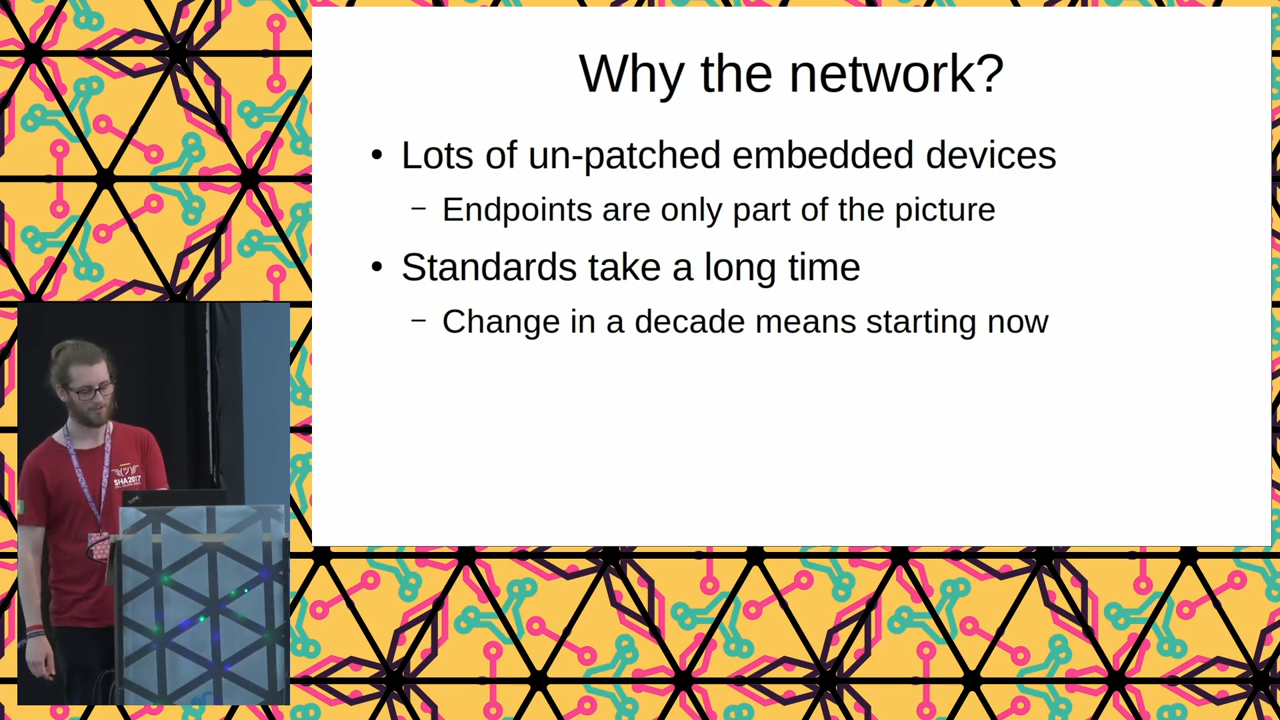 Why the network?
• Lots of un-patched embedded devices
– Endpoints are only part of the picture
• Standards take a long time
– Change in a decade means starting now
SHA2017